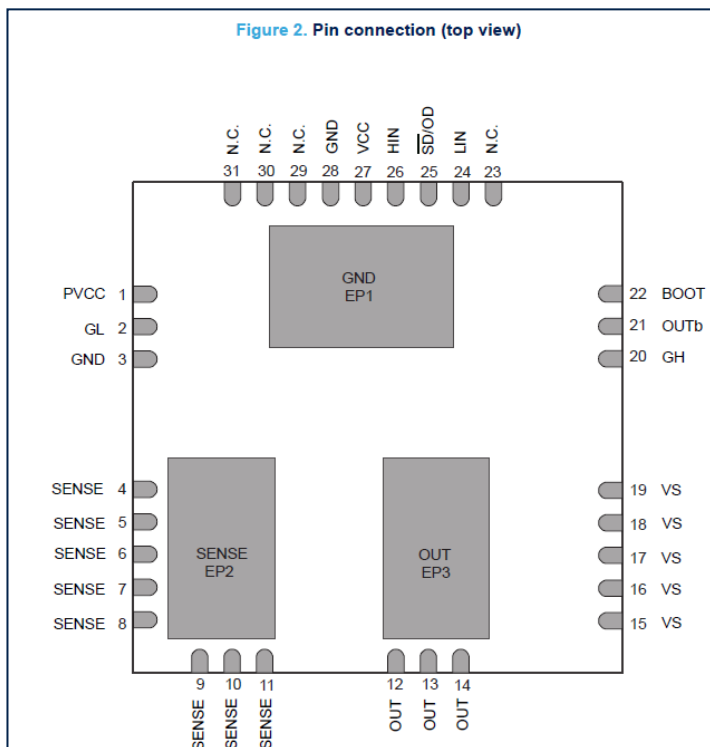 Figure 2. Pin connection (top view)
N.C. N.C. N.C. GND VCC HIN SD/OD LIN N.C.
31 30 29 28 27 26 25 24 23
GND
EP1
PVCC 1
22 BOOT
GL 2
21 OUTb
GND 3
20 GH
SENSE 4
19 VS
SENSE 5
18 VS
SENSE 6
17 VS
SENSE 7
16 VS
SENSE 8
15 VS
SENSE
EP2
OUT
EP3
9 10 11 12 13 14
SENSE SENSE SENSE OUT OUT OUT